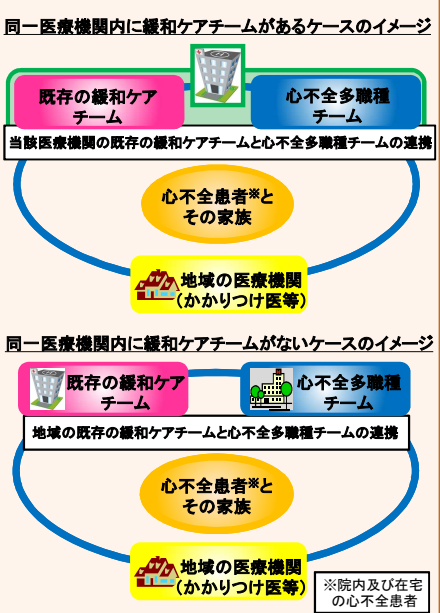 同一医療機関内に緩和ケアチームがあるケースのイメージ
既存の緩和ケア
チーム
心不全多職種
チーム
当該医療機関の既存の緩和ケアチームと心不全多職種チームの連携
心不全患者※と
その家族
地域の医療機関
(かかりつけ医等)
同一医療機関内に緩和ケアチームがないケースのイメージ
既存の緩和ケア
チーム
心不全多職種
チーム
地域の既存の緩和ケアチームと心不全多職種チームの連携
心不全患者※と
その家族
地域の医療機関
(かかりつけ医等)
※院内及び在宅
の心不全患者